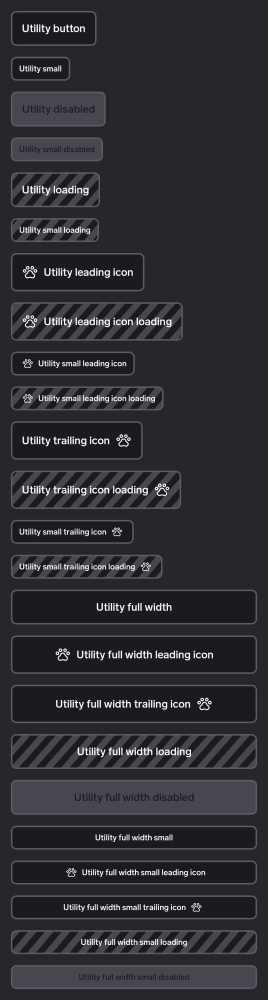 Utility button
Utility small
Utility disabled
Utility small disabled
Utility loading
Utility small loading
Utility leading icon
Utility leading icon loading
Utility small leading icon
Utility small leading icon loading
Utility trailing icon
Utility trailing icon loading
Utility small trailing icon
Utility small trailing icon loading
Utility full width
Utility full width leading icon
Utility full width trailing icon
Utility full width loading
Utility full width disabled
Utility full width small
Utility full width small leading icon
Utility full width small trailing icon
Utility full width small loading
Utility full width small disabled